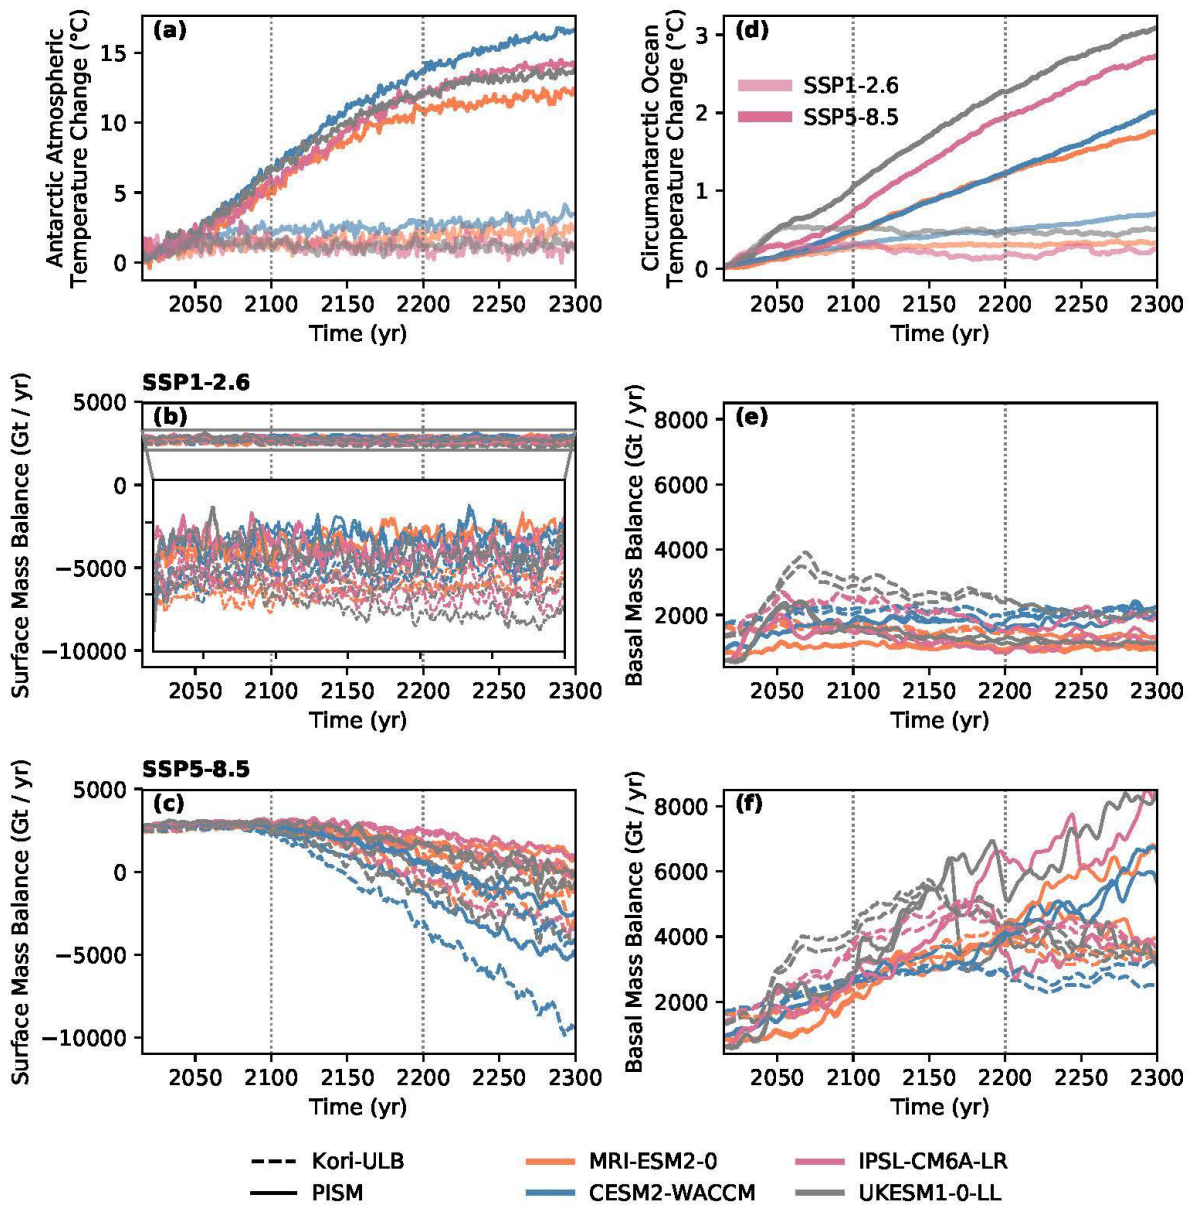 (a)
Antarctic Atmospheric
Temperature Change (°C)
15
10
5
0
2050 2100 2150 2200 2250 2300
Time (yr)
(d)
Circumantarctic Ocean
Temperature Change (°C)
3
2
1
0
SSP1-2.6
SSP5-8.5
2050 2100 2150 2200 2250 2300
Time (yr)
SSP1-2.6
(b)
Surface Mass Balance (Gt / yr)
5000
0
−5000
−10000
2050 2100 2150 2200 2250 2300
Time (yr)
(e)
Basal Mass Balance (Gt / yr)
8000
6000
4000
2000
2050 2100 2150 2200 2250 2300
Time (yr)
SSP5-8.5
(c)
Surface Mass Balance (Gt / yr)
5000
0
−5000
−10000
2050 2100 2150 2200 2250 2300
Time (yr)
(f)
Basal Mass Balance (Gt / yr)
8000
6000
4000
2000
2050 2100 2150 2200 2250 2300
Time (yr)
Kori-ULB
PISM
MRI-ESM2-0
CESM2-WACCM
IPSL-CM6A-LR
UKESM1-0-LL